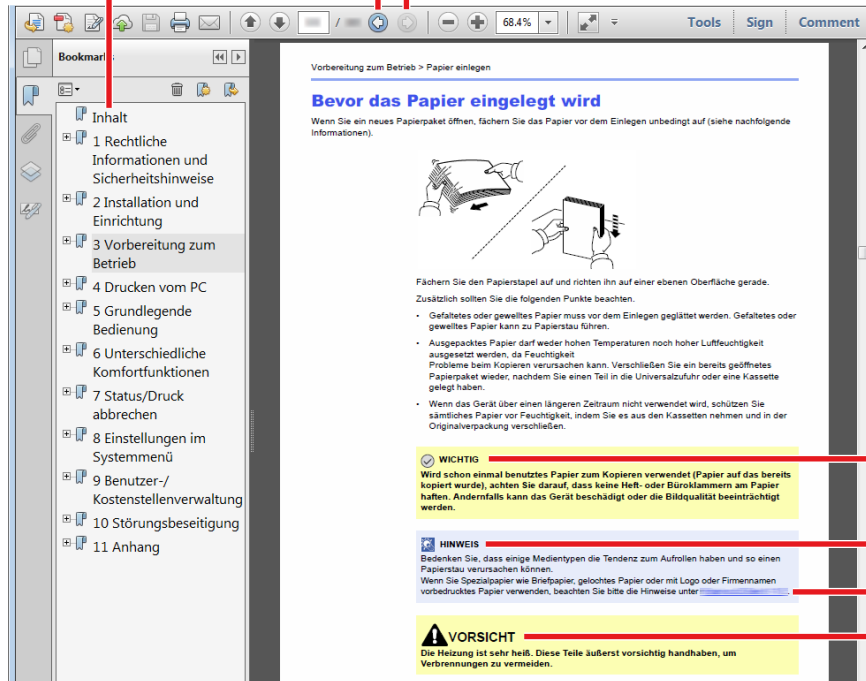 /
68.4%
Tools
Sign
Comment
Bookmarks
Inhalt
1 Rechtliche
Informationen und
Sicherheitshinweise
2 Installation und
Einrichtung
3 Vorbereitung zum
Betrieb
4 Drucken vom PC
5 Grundlegende
Bedienung
6 Unterschiedliche
Komfortfunktionen
7 Status/Druck
abbrechen
8 Einstellungen im
Systemmenü
9 Benutzer-/
Kostenstellenverwaltung
10 Störungsbeseitigung
11 Anhang
Vorbereitung zum Betrieb > Papier einlegen
Bevor das Papier eingelegt wird
Wenn Sie ein neues Papierpaket öffnen, fächern Sie das Papier vor dem Einlegen unbedingt auf (siehe nachfolgende
Informationen).
Fächern Sie den Papierstapel auf und richten ihn auf einer ebenen Oberfläche gerade.
Zusätzlich sollten Sie die folgenden Punkte beachten.
• Gefaltetes oder gewelltes Papier muss vor dem Einlegen geglättet werden. Gefaltetes oder
gewelltes Papier kann zu Papierstau führen.
• Ausgepacktes Papier darf weder hohen Temperaturen noch hoher Luftfeuchtigkeit
ausgesetzt werden, da Feuchtigkeit
Probleme beim Kopieren verursachen kann. Verschließen Sie ein bereits geöffnetes
Papierpaket wieder, nachdem Sie einen Teil in die Universalzufuhr oder eine Kassette
gelegt haben.
• Wenn das Gerät über einen längeren Zeitraum nicht verwendet wird, schützen Sie
sämtliches Papier vor Feuchtigkeit, indem Sie es aus den Kassetten nehmen und in der
Originalverpackung verschließen.
WICHTIG
Wird schon einmal benutztes Papier zum Kopieren verwendet (Papier auf das bereits
kopiert wurde), achten Sie darauf, dass keine Heft- oder Büroklammern am Papier
haften. Andernfalls kann das Gerät beschädigt oder die Bildqualität beeinträchtigt
werden.
HINWEIS
Bedenken Sie, dass einige Medientypen die Tendenz zum Aufrollen haben und so einen
Papierstau verursachen können.
Wenn Sie Spezialpapier wie Briefpapier, gelochtes Papier oder mit Logo oder Firmennamen
vorbedrucktes Papier verwenden, beachten Sie bitte die Hinweise unter
VORSICHT
Die Heizung ist sehr heiß. Diese Teile äußerst vorsichtig handhaben, um
Verbrennungen zu vermeiden.